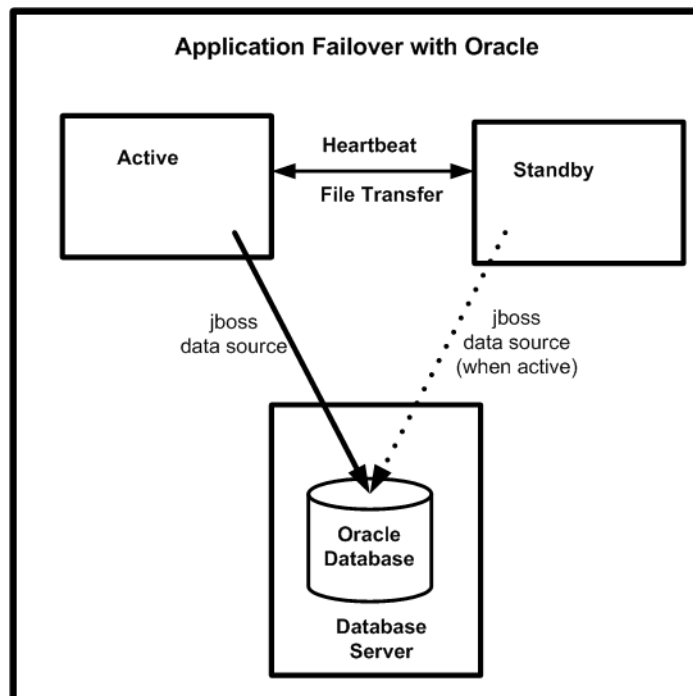 Application Failover with Oracle
Active
Heartbeat
File Transfer
Standby
jboss
data source
jboss
data source
(when active)
Oracle
Database
Database
Server